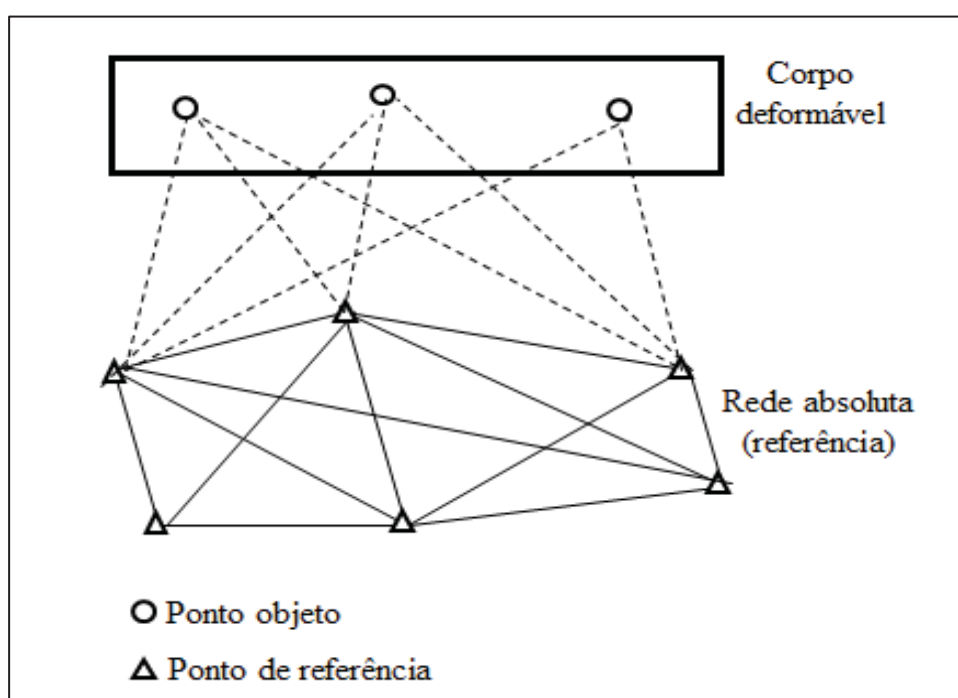 Corpo
deformável
Rede absoluta
(referência)
Ponto objeto
Ponto de referência